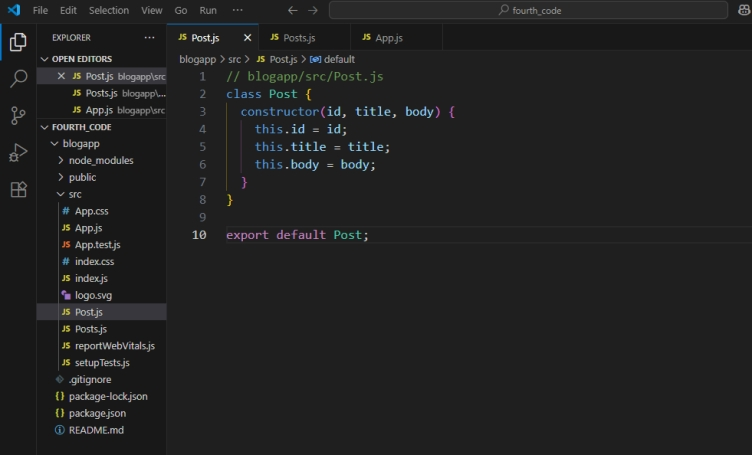 File Edit Selection View Go Run ··· ← → fourth_code
EXPLORER ···
OPEN EDITORS
JS Post.js blogapp\src
JS Posts.js blogapp\...
JS App.js blogapp\src
FOURTH_CODE
blogapp
node_modules
public
src
# App.css
JS App.js
JS App.test.js
# index.css
JS index.js
logo.svg
JS Post.js
JS Posts.js
JS reportWebVitals.js
JS setupTests.js
.gitignore
{} package-lock.json
{} package.json
README.md
JS Post.js JS Posts.js JS App.js
blogapp > src > JS Post.js > default
1 // blogapp/src/Post.js
2 class Post {
3 constructor(id, title, body) {
4 this.id = id;
5 this.title = title;
6 this.body = body;
7 }
8 }
9
10 export default Post;